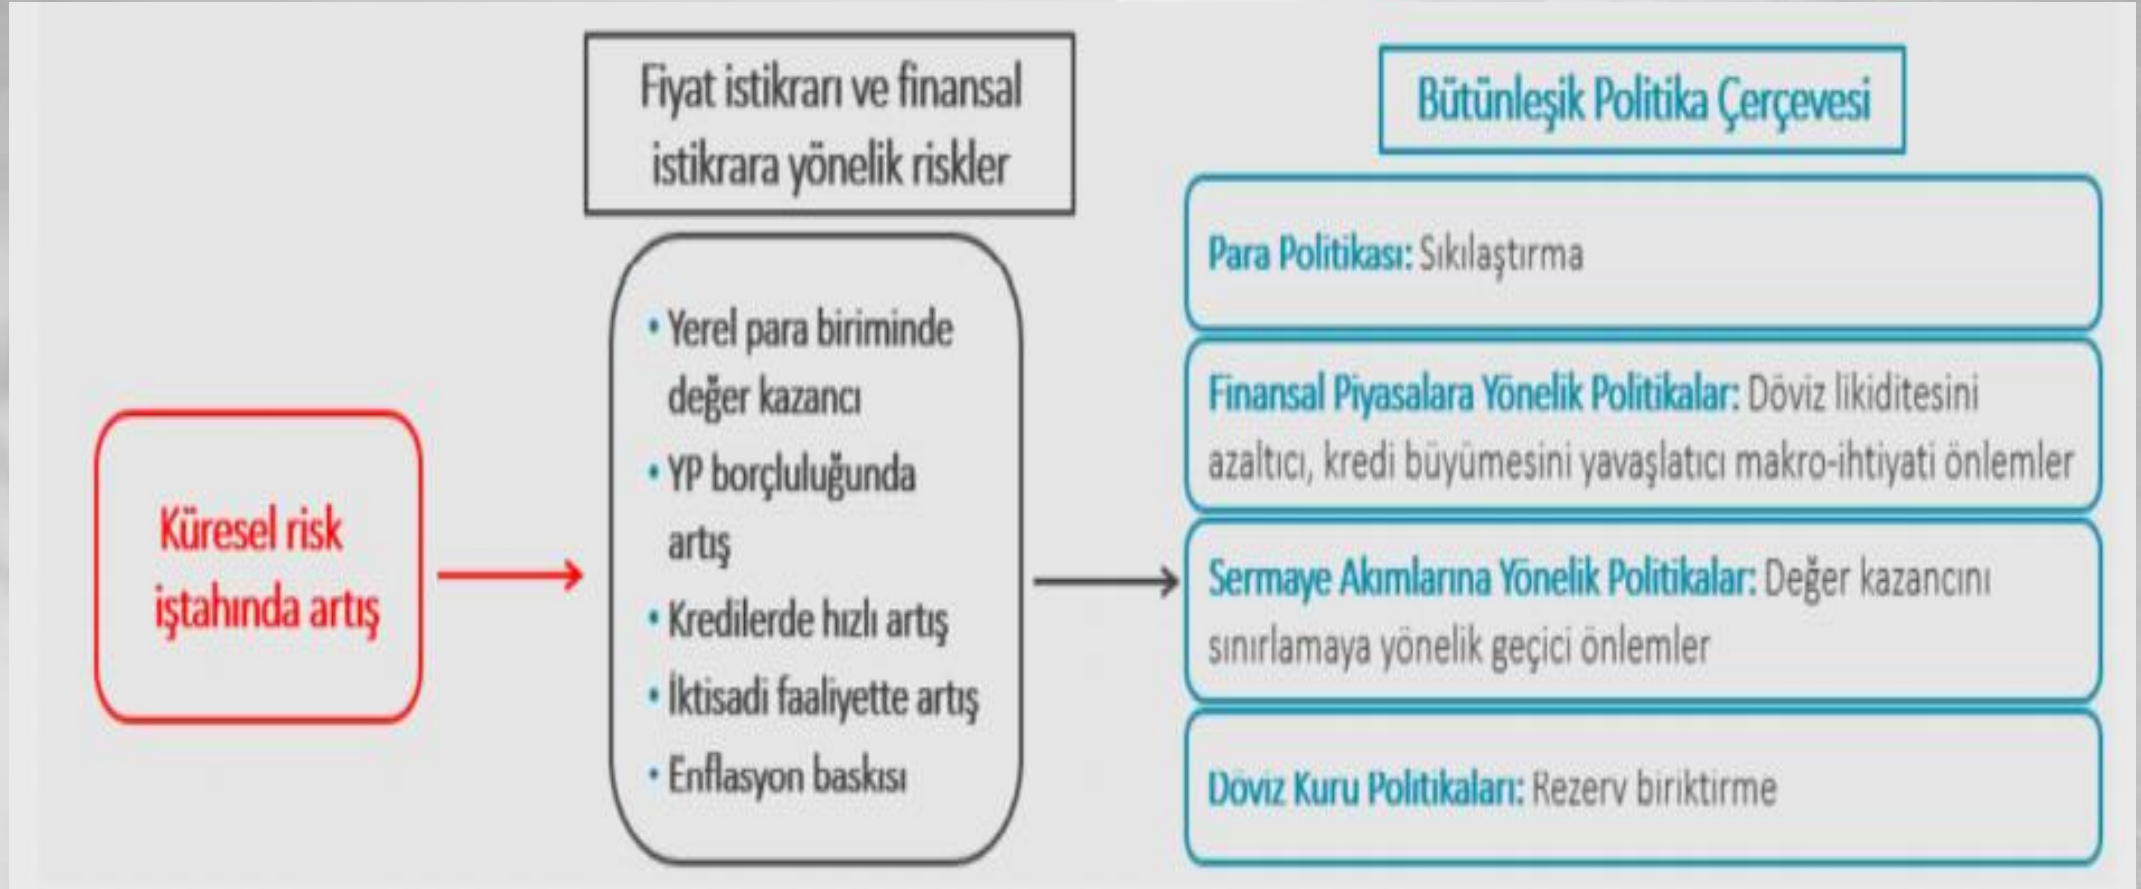 Küresel risk
iştahında artış
Fiyat istikrarı ve finansal
istikrara yönelik riskler
• Yerel para biriminde
değer kazancı
• YP borçluluğunda
artış
• Kredilerde hızlı artış
• İktisadi faaliyette artış
• Enflasyon baskısı
Bütünleşik Politika Çerçevesi
Para Politikası: Sıkılaştırma
Finansal Piyasalara Yönelik Politikalar: Döviz likiditesini
azaltıcı, kredi büyümesini yavaşlatıcı makro-ihtiyati önlemler
Sermaye Akımlarına Yönelik Politikalar: Değer kazancını
sınırlamaya yönelik geçici önlemler
Döviz Kuru Politikaları: Rezerv biriktirme